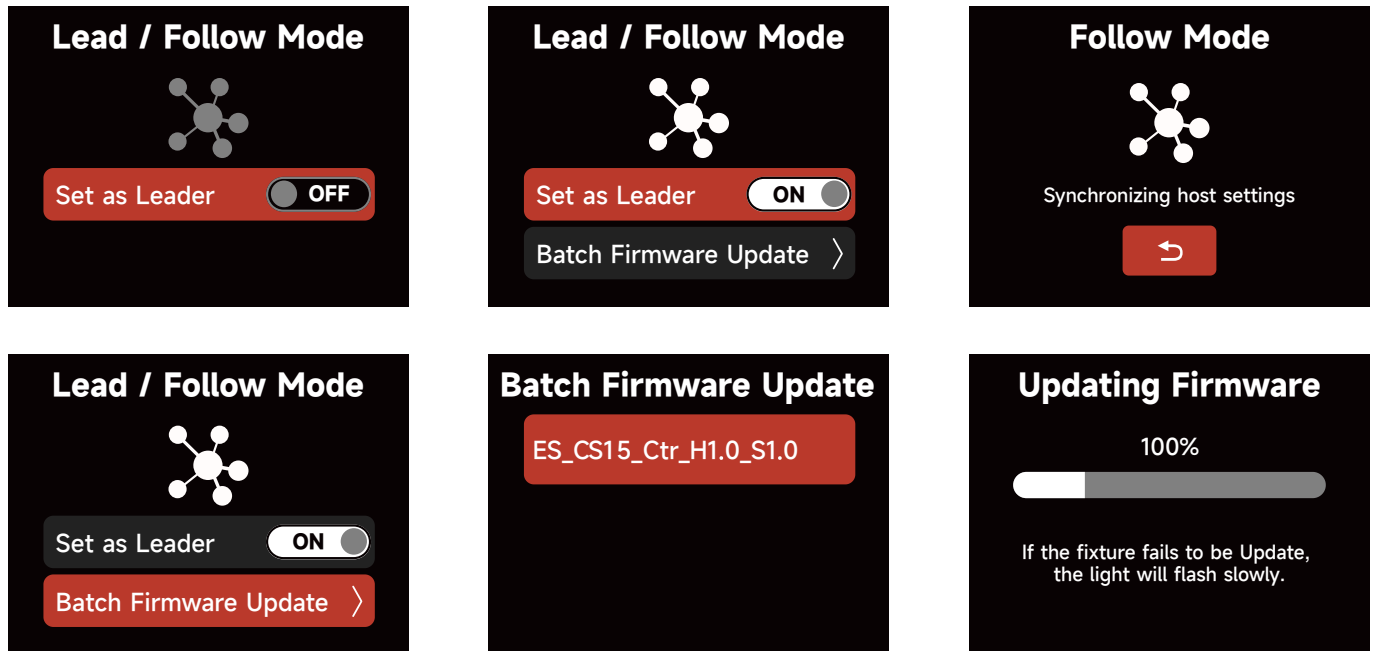 Lead / Follow Mode
Set as Leader
OFF
Lead / Follow Mode
Set as Leader
ON
Batch Firmware Update
Follow Mode
Synchronizing host settings
Lead / Follow Mode
Set as Leader
ON
Batch Firmware Update
Batch Firmware Update
ES_CS15_Ctr_H1.0_S1.0
Updating Firmware
100%
If the fixture fails to be Update,
the light will flash slowly.